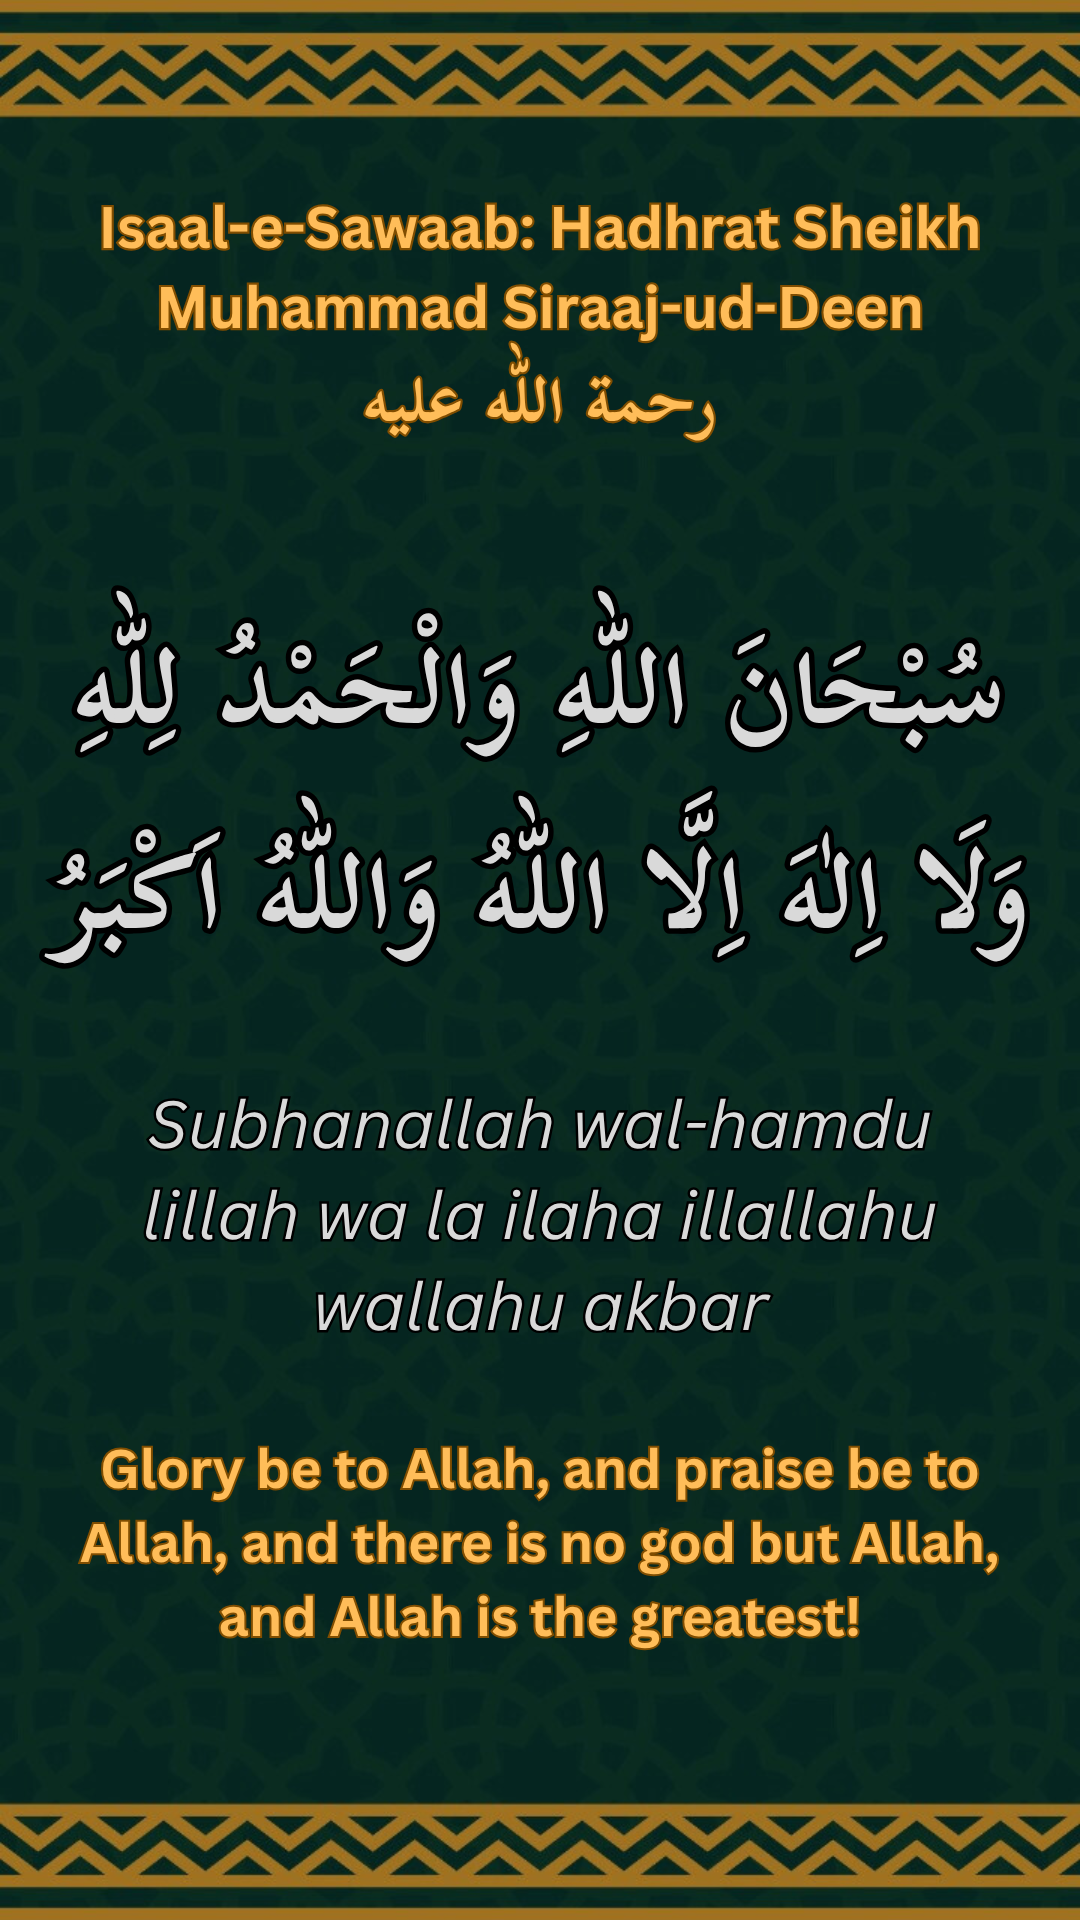 Isaal-e-Sawaab: Hadhrat Sheikh
Muhammad Siraaj-ud-Deen
رحمة الله عليه
سُبْحَانَ اللّٰهِ وَالْحَمْدُ لِلّٰهِ
وَلَا اِلٰهَ اِلَّا اللّٰهُ وَاللّٰهُ اَكْبَرُ
Subhanallah wal-hamdu
lillah wa la ilaha illallahu
wallahu akbar
Glory be to Allah, and praise be to
Allah, and there is no god but Allah,
and Allah is the greatest!